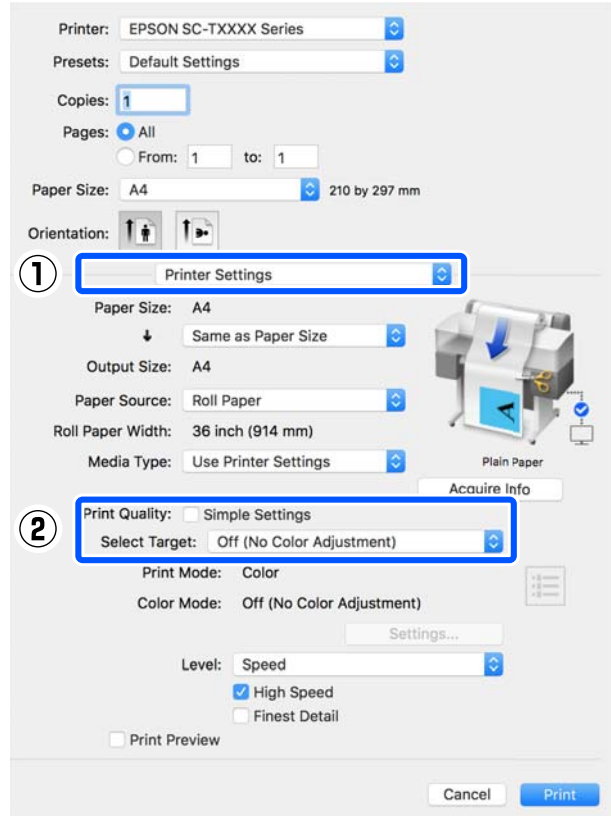 Printer: EPSON SC-TXXXX Series
Presets: Default Settings
Copies: 1
Pages: All
From: 1 to: 1
Paper Size: A4 210 by 297 mm
Orientation:
① Printer Settings
Paper Size: A4
Same as Paper Size
Output Size: A4
Paper Source: Roll Paper
Roll Paper Width: 36 inch (914 mm)
Media Type: Use Printer Settings
Plain Paper
Acquire Info
② Print Quality: Simple Settings
Select Target: Off (No Color Adjustment)
Print Mode: Color
Color Mode: Off (No Color Adjustment)
Settings...
Level: Speed
High Speed
Finest Detail
Print Preview
Cancel Print